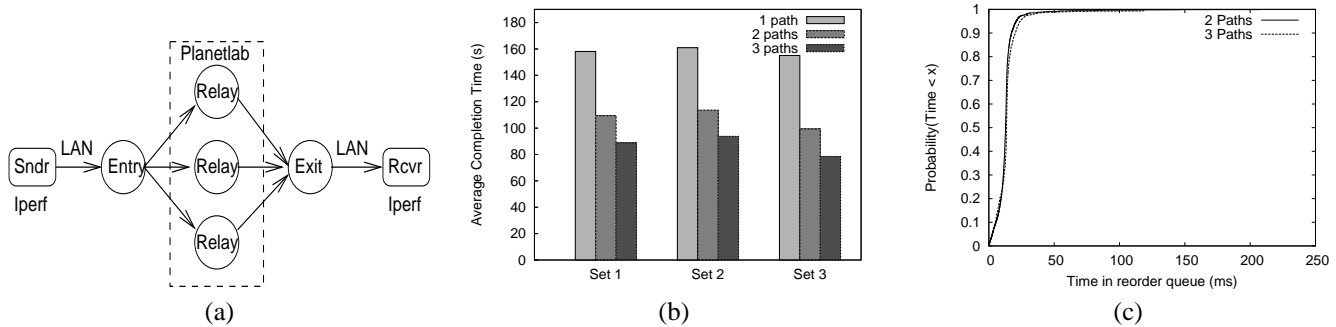 Planetlab
Relay
LAN
LAN
Sndr
Entry
Relay
Exit
Rcvr
Iperf
Iperf
Relay
(a)
Average Completion Time (s)
180
160
140
120
100
80
60
40
20
0
1 path
2 paths
3 paths
Set 1
Set 2
Set 3
(b)
Probability(Time < x)
1
0.9
0.8
0.7
0.6
0.5
0.4
0.3
0.2
0.1
0
2 Paths
3 Paths
0
50
100
150
200
250
Time in reorder queue (ms)
(c)